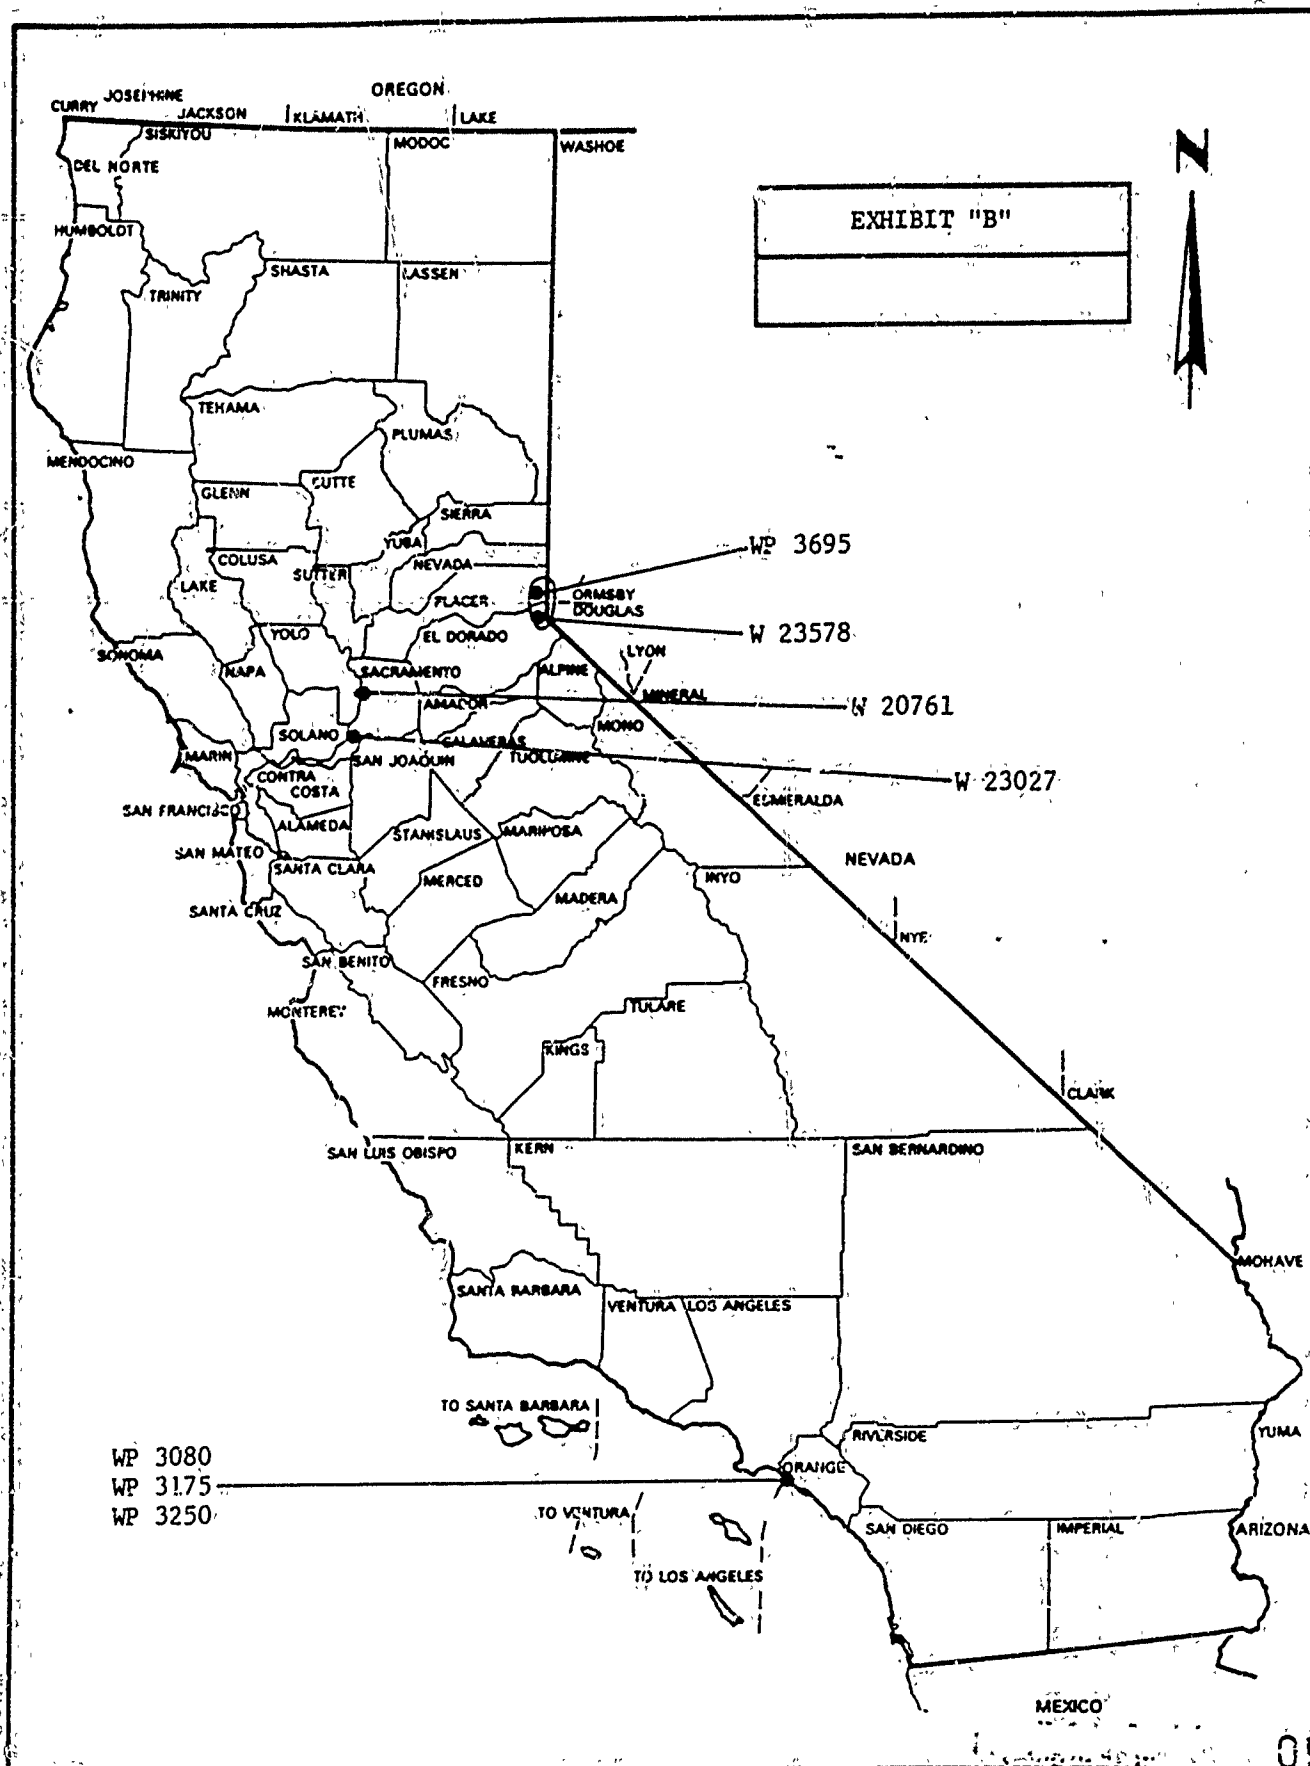 OREGON
CURRY JOSEPHINE JACKSON KLAMATH LAKE
SISKIYOU MODOC WASHOE
DEL NORTE
N
EXHIBIT "B"
HUMBOLDT
SHASTA LASSEN
TRINITY
TEHAMA
PLUMAS
MENDOCINO
GLENN BUTTE
SIERRA
YUBA
WP 3695
COLUSA NEVADA
SUTTER
LAKE
PLACER ORMSBY
DOUGLAS
YOLO EL DORADO W 23578
SONOMA LYON
NAPA SACRAMENTO ALPINE
MINERAL
AMADOR W 20761
MONO
SOLANO CALAVERAS
MARIN SAN JOAQUIN TUOLUMNE
CONTRA
COSTA
W 23027
ESMERALDA
SAN FRANCISCO
ALAMEDA STANISLAUS MARIPOSA
SAN MATEO NEVADA
SANTA CLARA
MERCED INYO
MADERA
SANTA CRUZ
NYE
SAN BENITO
FRESNO
MONTEREY TULARE
KINGS
CLARK
SAN LUIS OBISPO KERN SAN BERNARDINO
MOHAVE
SANTA BARBARA
VENTURA LOS ANGELES
TO SANTA BARBARA
RIVERSIDE YUMA
WP 3080
ORANGE
WP 3175
WP 3250
TO VENTURA
SAN DIEGO IMPERIAL ARIZONA
TO LOS ANGELES
MEXICO